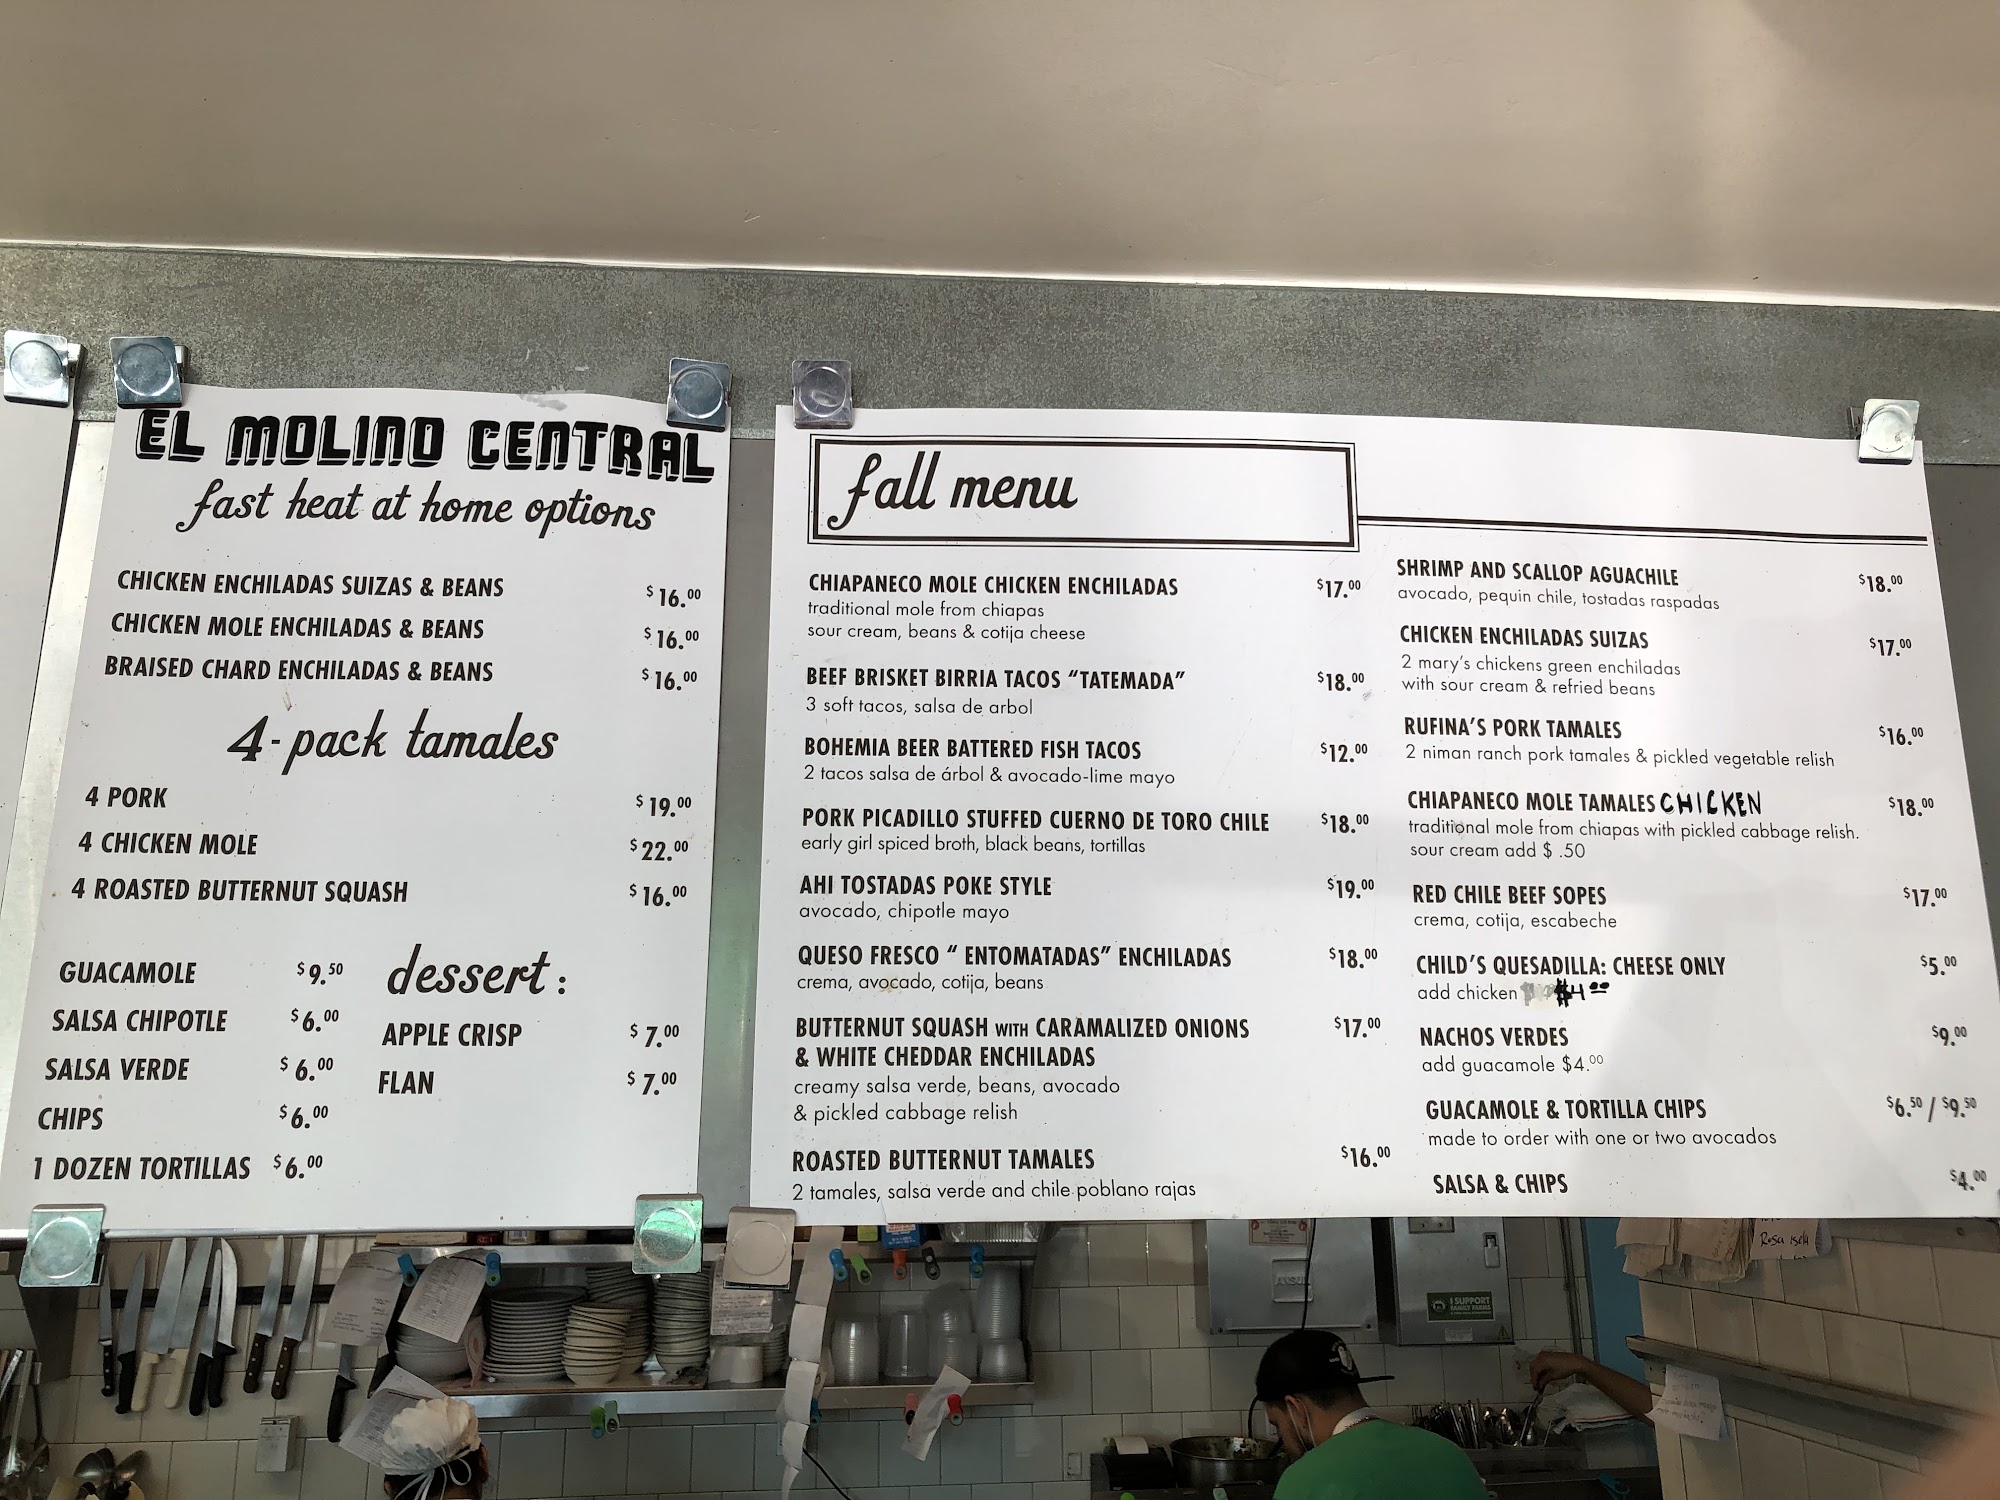 EL MOLINO CENTRAL
fast heat at home options
CHICKEN ENCHILADAS SUIZAS & BEANS $16.00
CHICKEN MOLE ENCHILADAS & BEANS $16.00
BRAISED CHARD ENCHILADAS & BEANS $16.00
4-pack tamales
4 PORK $19.00
4 CHICKEN MOLE $22.00
4 ROASTED BUTTERNUT SQUASH $16.00
GUACAMOLE $9.50
SALSA CHIPOTLE $6.00
SALSA VERDE $6.00
CHIPS $6.00
1 DOZEN TORTILLAS $6.00
dessert:
APPLE CRISP $7.00
FLAN $7.00
fall menu
CHIAPANECO MOLE CHICKEN ENCHILADAS $17.00
traditional mole from chiapas
sour cream, beans & cotija cheese
BEEF BRISKET BIRRIA TACOS “TATEMADA” $18.00
3 soft tacos, salsa de arbol
BOHEMIA BEER BATTERED FISH TACOS $12.00
2 tacos salsa de árbol & avocado-lime mayo
PORK PICADILLO STUFFED CUERNO DE TORO CHILE $18.00
early girl spiced broth, black beans, tortillas
AHI TOSTADAS POKE STYLE $19.00
avocado, chipotle mayo
QUESO FRESCO “ ENTOMATADAS” ENCHILADAS $18.00
crema, avocado, cotija, beans
BUTTERNUT SQUASH WITH CARAMALIZED ONIONS $17.00
& WHITE CHEDDAR ENCHILADAS
creamy salsa verde, beans, avocado
& pickled cabbage relish
ROASTED BUTTERNUT TAMALES $16.00
2 tamales, salsa verde and chile poblano rajas
SHRIMP AND SCALLOP AGUACHILE $18.00
avocado, pequin chile, tostadas raspadas
CHICKEN ENCHILADAS SUIZAS $17.00
2 mary's chickens green enchiladas
with sour cream & refried beans
RUFINA'S PORK TAMALES $16.00
2 niman ranch pork tamales & pickled vegetable relish
CHIAPANECO MOLE TAMALES CHICKEN $18.00
traditional mole from chiapas with pickled cabbage relish.
sour cream add $ .50
RED CHILE BEEF SOPES $17.00
crema, cotija, escabeche
CHILD'S QUESADILLA: CHEESE ONLY $5.00
add chicken $4.00
NACHOS VERDES $9.00
add guacamole $4.00
GUACAMOLE & TORTILLA CHIPS $6.50 / $9.50
made to order with one or two avocados
SALSA & CHIPS $4.00
Rosa
I SUPPORT
FAMILY FARMS